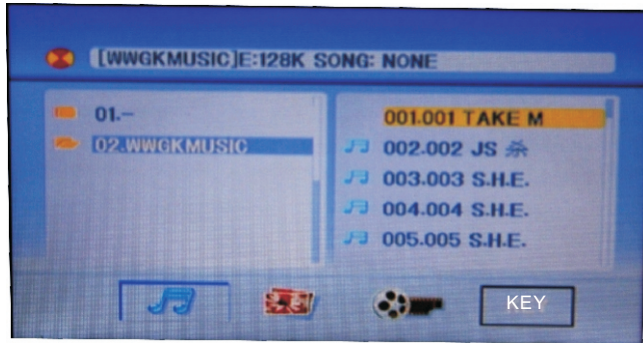 [WWGKMUSIC]E:128K SONG: NONE
01.–
02.WWGKMUSIC
001.001 TAKE M
002.002 JS
003.003 S.H.E.
004.004 S.H.E.
005.005 S.H.E.
KEY